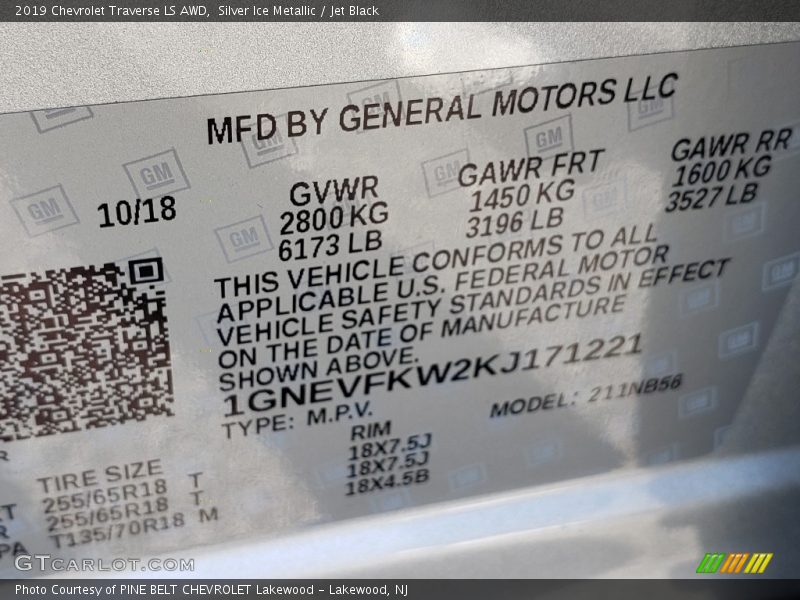 2019 Chevrolet Traverse LS AWD, Silver Ice Metallic / Jet Black
MFD BY GENERAL MOTORS LLC
10/18
GVWR
2800 KG
6173 LB
GAWR FRT
1450 KG
3196 LB
GAWR RR
1600 KG
3527 LB
THIS VEHICLE CONFORMS TO ALL
APPLICABLE U.S. FEDERAL MOTOR
VEHICLE SAFETY STANDARDS IN EFFECT
ON THE DATE OF MANUFACTURE
SHOWN ABOVE.
1GNEVFKW2KJ171221
TYPE: M.P.V.
MODEL: 211NB56
TIRE SIZE
RIM
255/65R18 T
18X7.5J
255/65R18 T
18X7.5J
T135/70R18 M
18X4.5B
GTcarlot.com
Photo Courtesy of PINE BELT CHEVROLET Lakewood - Lakewood, NJ